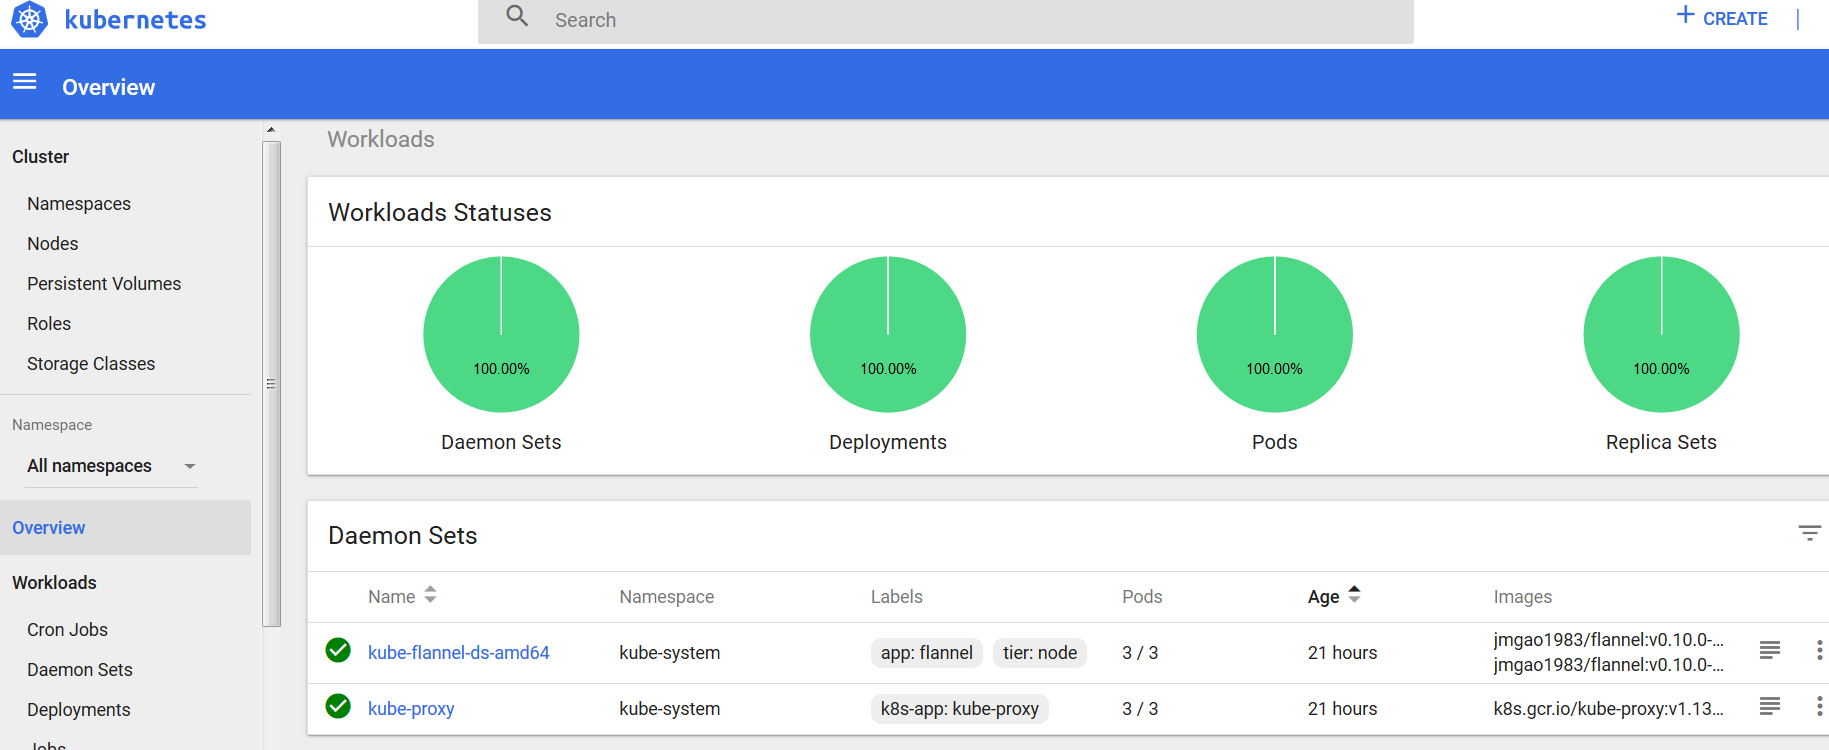 kubernetes
Search
+ CREATE |
Overview
Cluster
Namespaces
Nodes
Persistent Volumes
Roles
Storage Classes
Namespace
All namespaces
Overview
Workloads
Cron Jobs
Daemon Sets
Deployments
Jobs
Workloads
Workloads Statuses
100.00% 100.00% 100.00% 100.00%
Daemon Sets Deployments Pods Replica Sets
Daemon Sets
Name Namespace Labels Pods Age Images
kube-flannel-ds-amd64 kube-system app: flannel tier: node 3 / 3 21 hours jmgao1983/flannel:v0.10.0-...
jmgao1983/flannel:v0.10.0-...
kube-proxy kube-system k8s-app: kube-proxy 3 / 3 21 hours k8s.gcr.io/kube-proxy:v1.13...